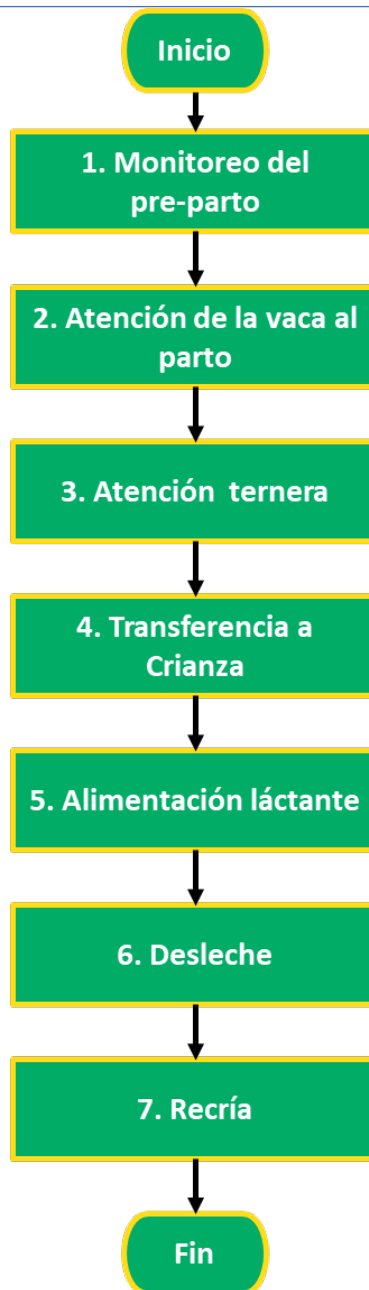 Inicio
1. Monitoreo del
pre-parto
2. Atención de la vaca al
parto
3. Atención ternera
4. Transferencia a
Crianza
5. Alimentación láctante
6. Desleche
7. Recría
Fin